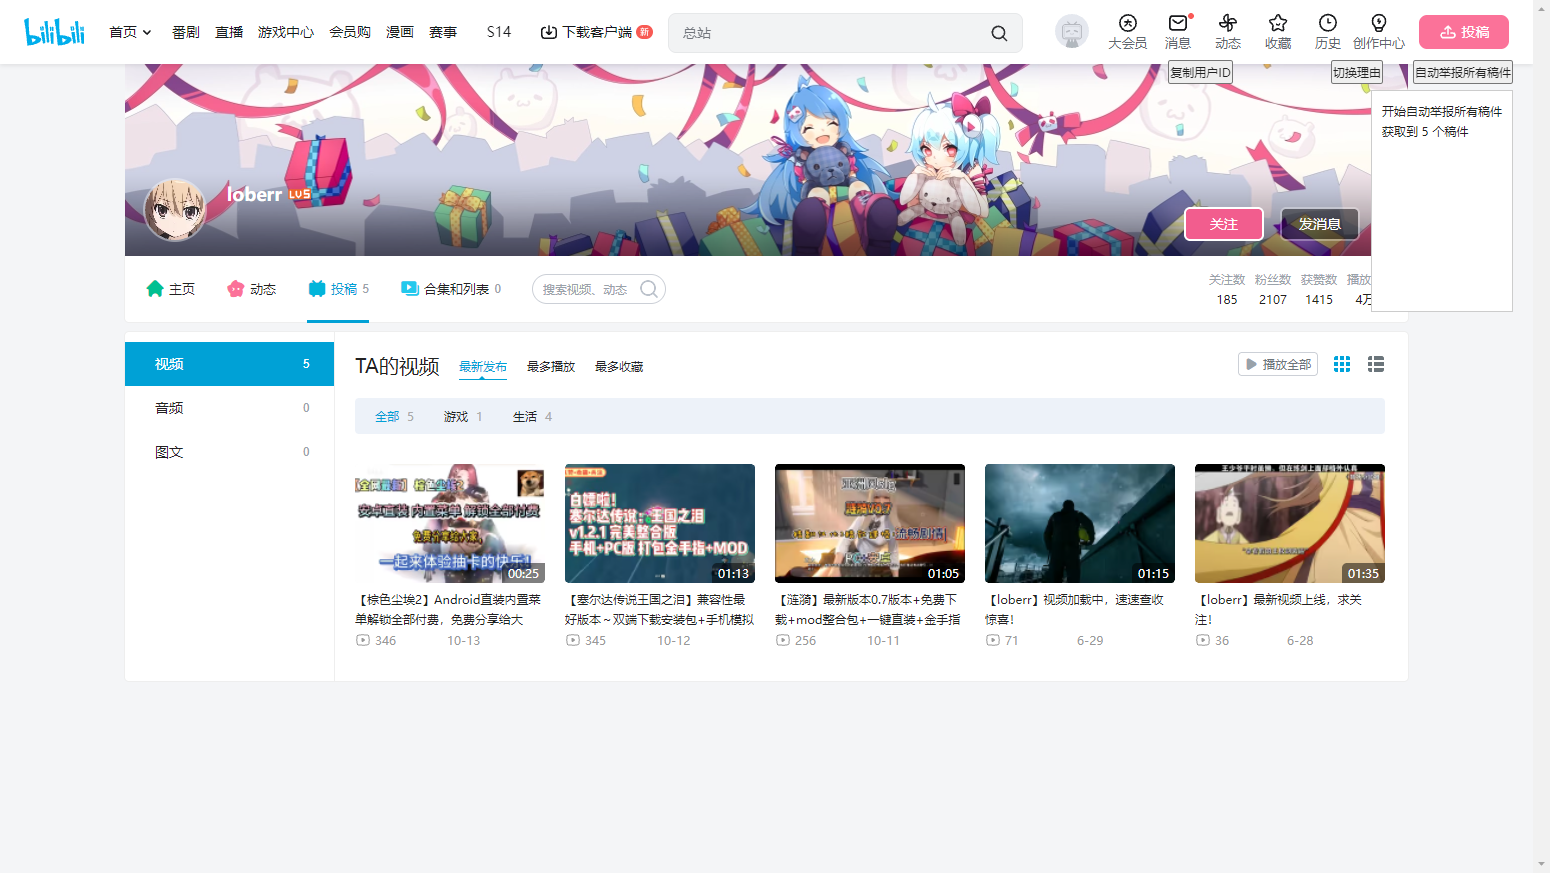 bilibili
首页
番剧
直播
游戏中心
会员购
漫画
赛事
S14
下载客户端 新
总站
大会员
消息
动态
收藏
历史
创作中心
投稿
复制用户ID
切换理由
自动举报所有稿件
开始自动举报所有稿件
获取到 5 个稿件
loberr LV5
关注
发消息
主页
动态
投稿 5
合集和列表 0
搜索视频、动态
关注数 粉丝数 获赞数 播放
185 2107 1415 4万
视频 5
音频 0
图文 0
TA的视频
最新发布
最多播放
最多收藏
播放全部
全部 5
游戏 1
生活 4
【全网最新】棕色尘埃2
安卓直装 内置菜单 解锁全部付费
免费分享给大家，
一起来体验抽卡的快乐！
00:25
白嫖啦！
塞尔达传说：王国之泪
v1.2.1 完美整合版
手机+PC版 打包金手指+MOD
01:13
01:05
01:15
王少爷手时虽懒，但在练剑上面却格外认真
01:35
【棕色尘埃2】Android直装内置菜
单解锁全部付费，免费分享给大
346 10-13
【塞尔达传说王国之泪】兼容性最
好版本～双端下载安装包+手机模拟
345 10-12
【涟漪】最新版本0.7版本+免费下
载+mod整合包+一键直装+金手指
256 10-11
【loberr】视频加载中，速速查收
惊喜！
71 6-29
【loberr】最新视频上线，求关
注！
36 6-28